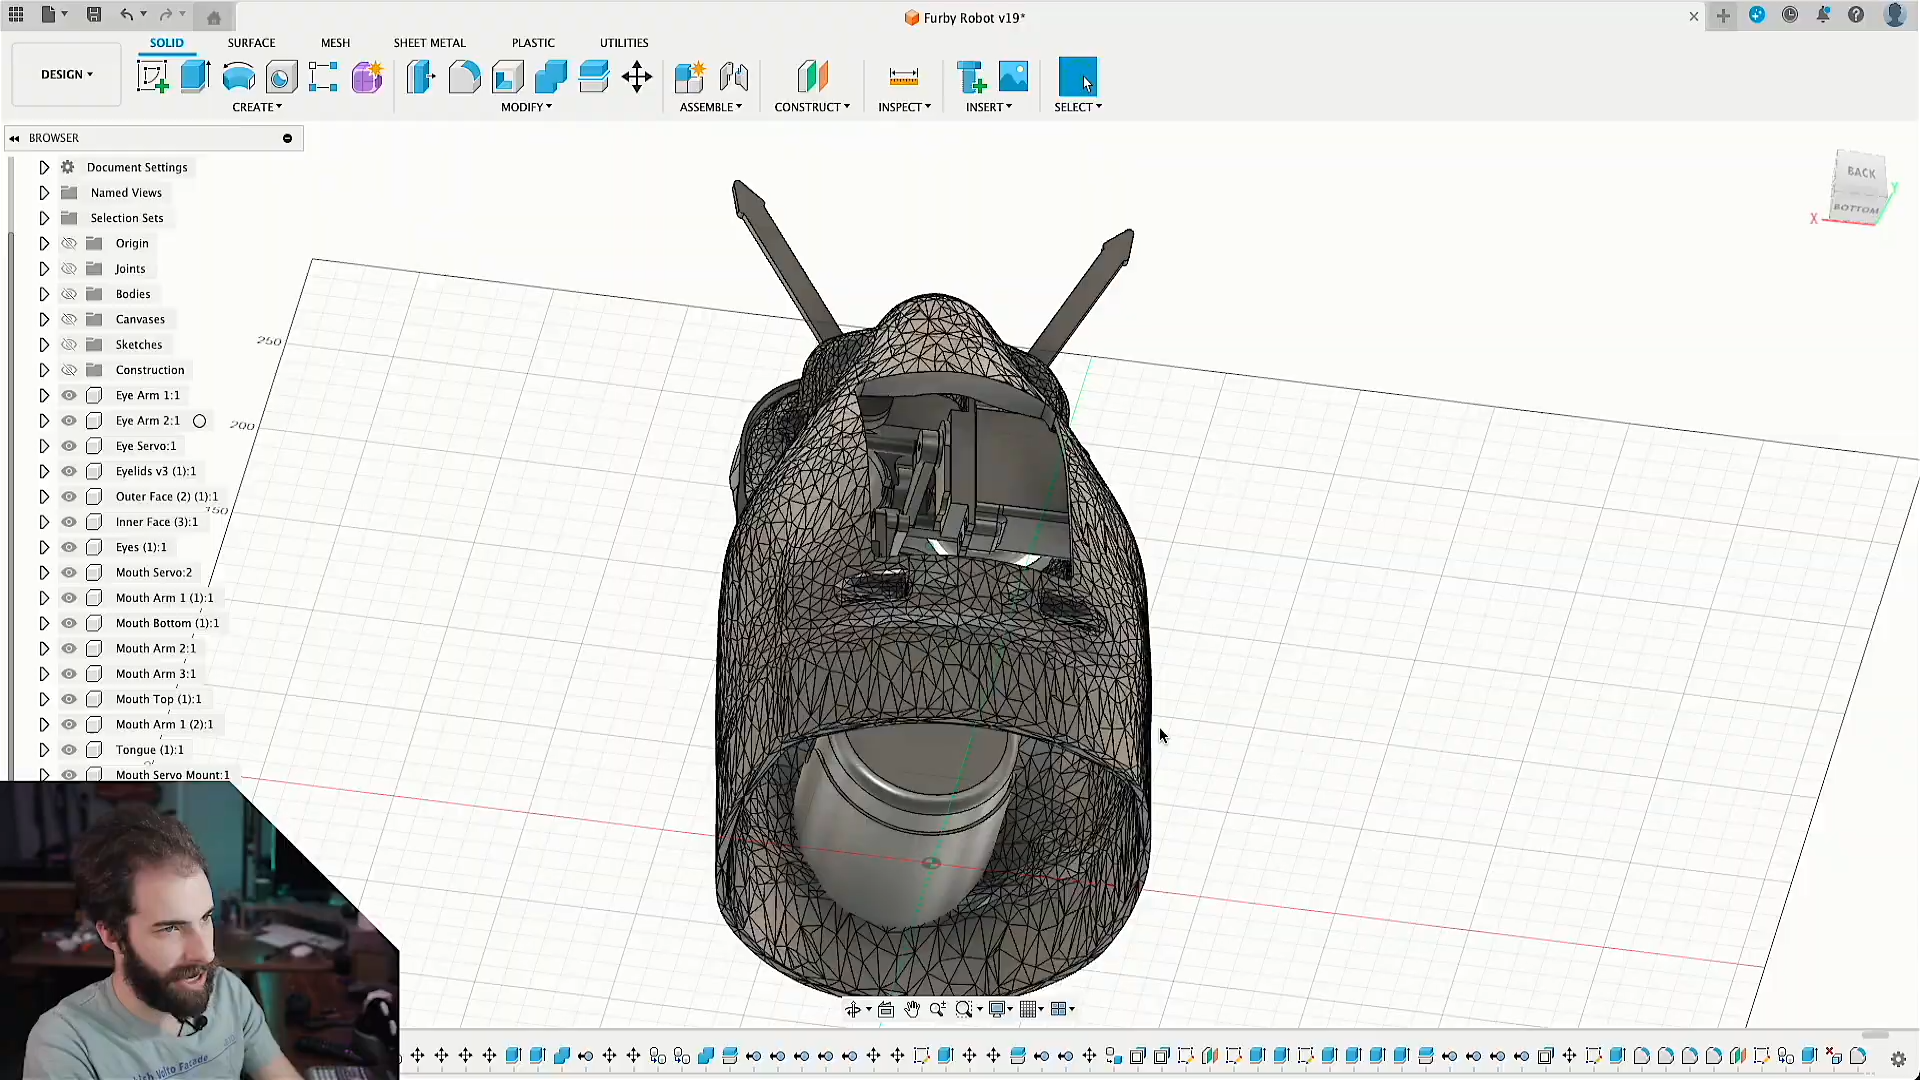 Furby Robot v19*
SOLID SURFACE MESH SHEET METAL PLASTIC UTILITIES
DESIGN
CREATE MODIFY ASSEMBLE CONSTRUCT INSPECT INSERT SELECT
BROWSER
Document Settings
Named Views
Selection Sets
Origin
Joints
Bodies
Canvases
Sketches
Construction
Eye Arm 1:1
Eye Arm 2:1
Eye Servo:1
Eyelids v3 (1):1
Outer Face (2) (1):1
Inner Face (3):1
Eyes (1):1
Mouth Servo:2
Mouth Arm 1 (1):1
Mouth Bottom (1):1
Mouth Arm 2:1
Mouth Arm 3:1
Mouth Top (1):1
Mouth Arm 1 (2):1
Tongue (1):1
Mouth Servo Mount:1
250
200
150
BACK
BOTTOM
X
Y